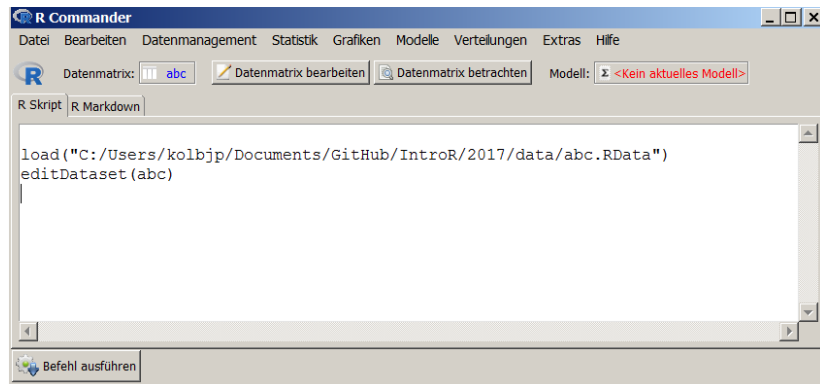 R Commander
Datei Bearbeiten Datenmanagement Statistik Grafiken Modelle Verteilungen Extras Hilfe
R Datenmatrix: abc Datenmatrix bearbeiten Datenmatrix betrachten Modell: Σ <Kein aktuelles Modell>
R Skript R Markdown
load("C:/Users/kolbjp/Documents/GitHub/IntroR/2017/data/abc.RData")
editDataset(abc)
Befehl ausführen